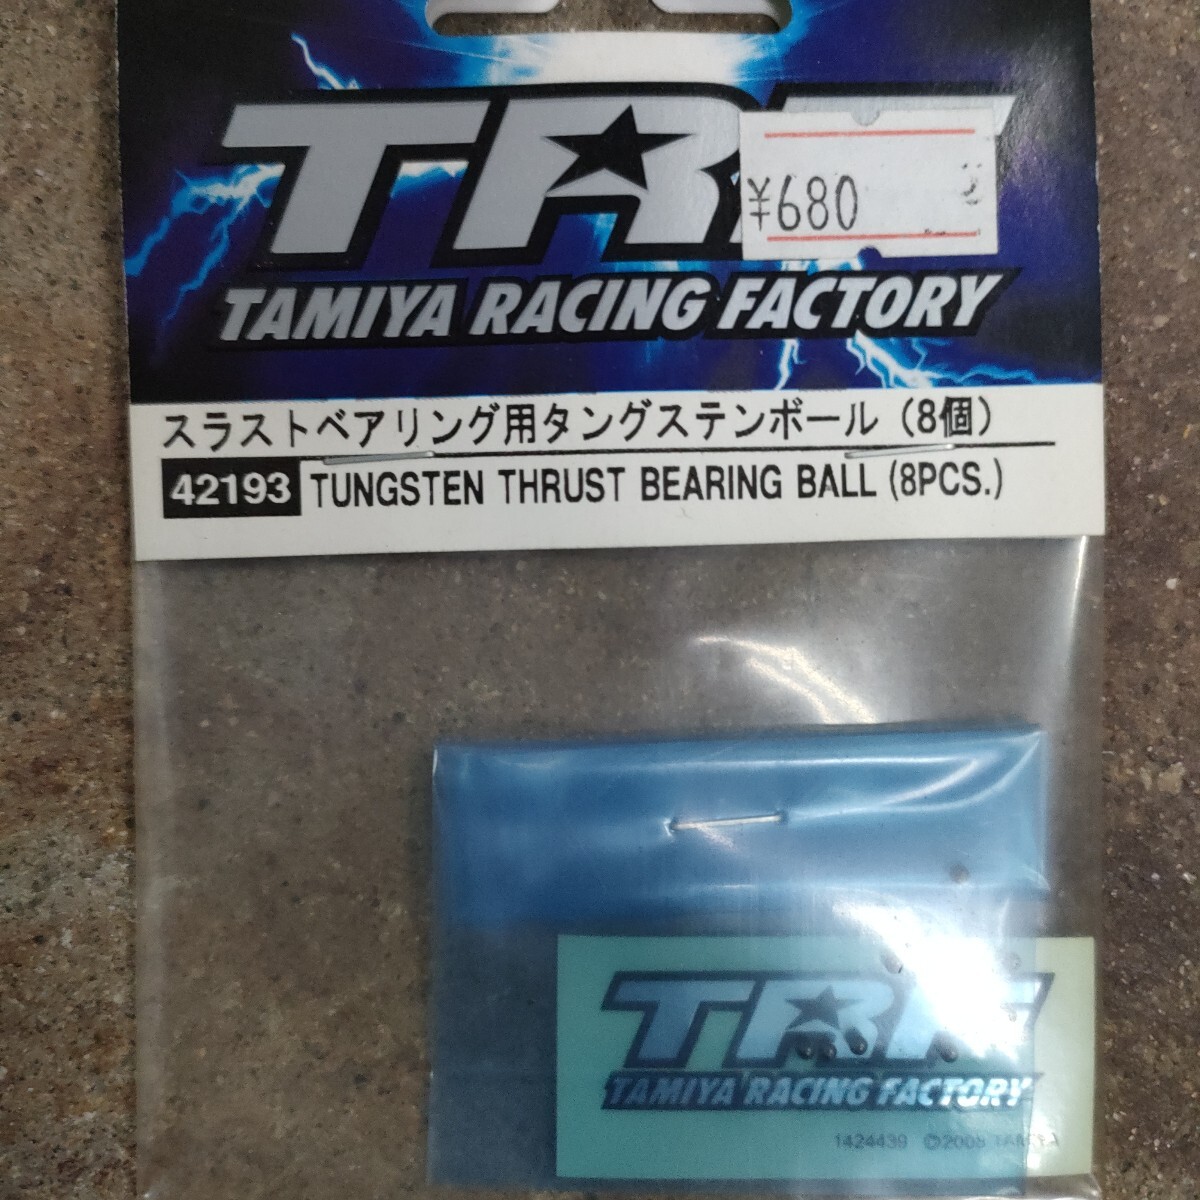 TRF
¥680
TAMIYA RACING FACTORY
スラストベアリング用タングステンボール（8個）
42193 TUNGSTEN THRUST BEARING BALL (8PCS.)
TRF
TAMIYA RACING FACTORY
1424439 ©2008 TAMIYA